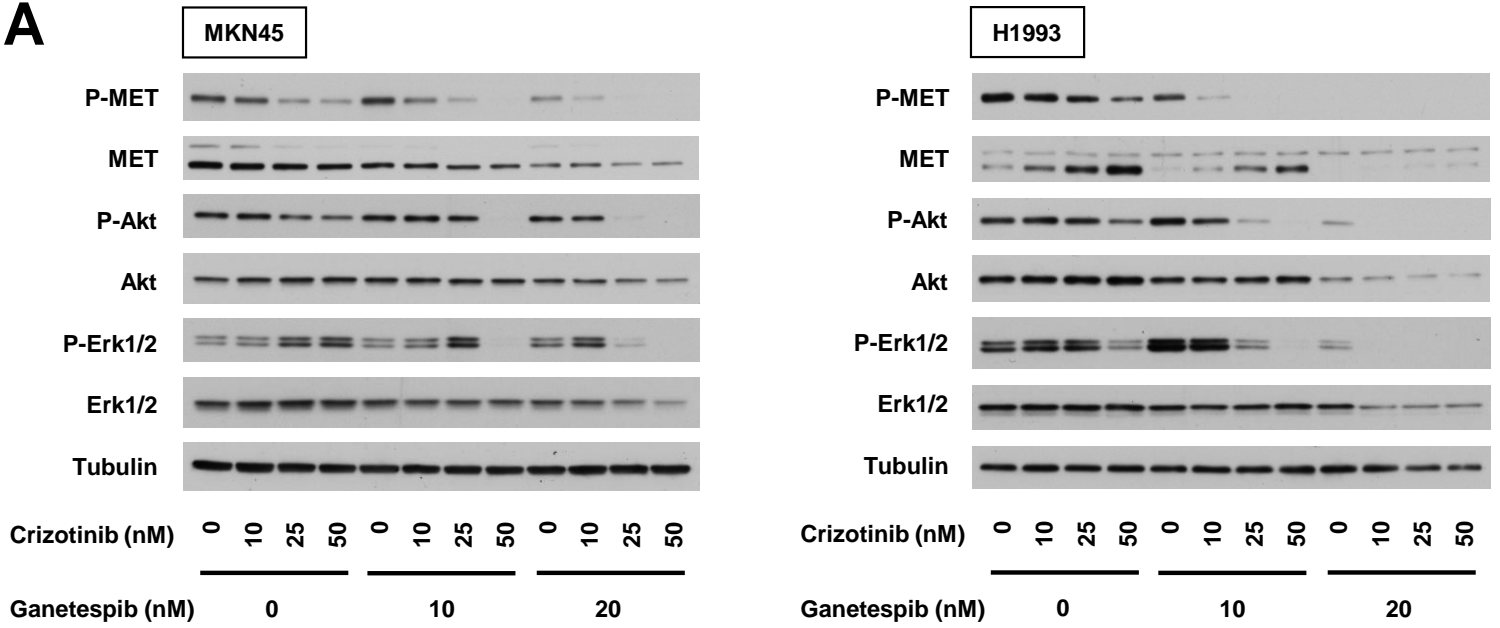 A
MKN45
P-MET
MET
P-Akt
Akt
P-Erk1/2
Erk1/2
Tubulin
Crizotinib (nM) 0 10 25 50 0 10 25 50 0 10 25 50
Ganetespib (nM) 0 10 20
H1993
P-MET
MET
P-Akt
Akt
P-Erk1/2
Erk1/2
Tubulin
Crizotinib (nM) 0 10 25 50 0 10 25 50 0 10 25 50
Ganetespib (nM) 0 10 20